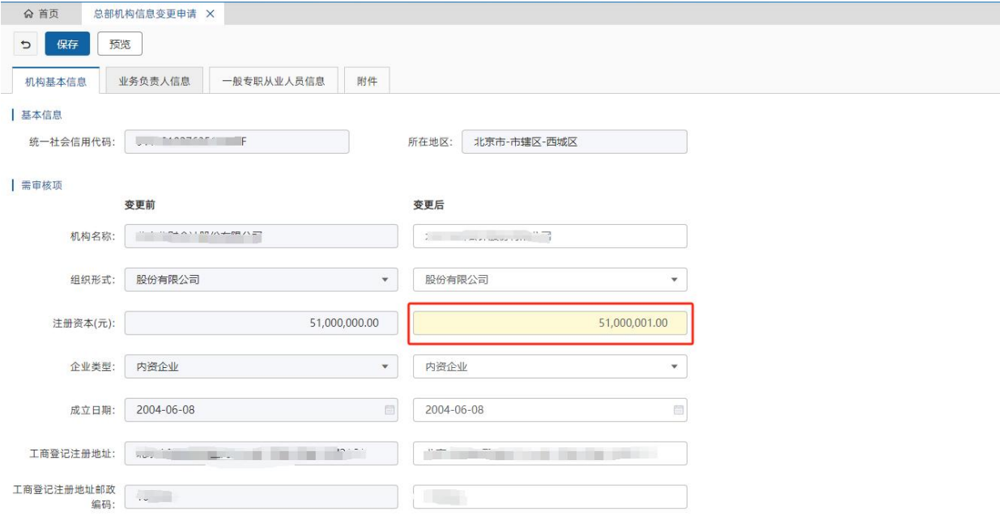 首页 总部机构信息变更申请
保存 预览
机构基本信息 业务负责人信息 一般专职从业人员信息 附件
基本信息
统一社会信用代码: 所在地区: 北京市-市辖区-西城区
需审核项
变更前 变更后
机构名称:
组织形式: 股份有限公司 股份有限公司
注册资本(元): 51,000,000.00 51,000,001.00
企业类型: 内资企业 内资企业
成立日期: 2004-06-08 2004-06-08
工商登记注册地址:
工商登记注册地址邮政
编码: